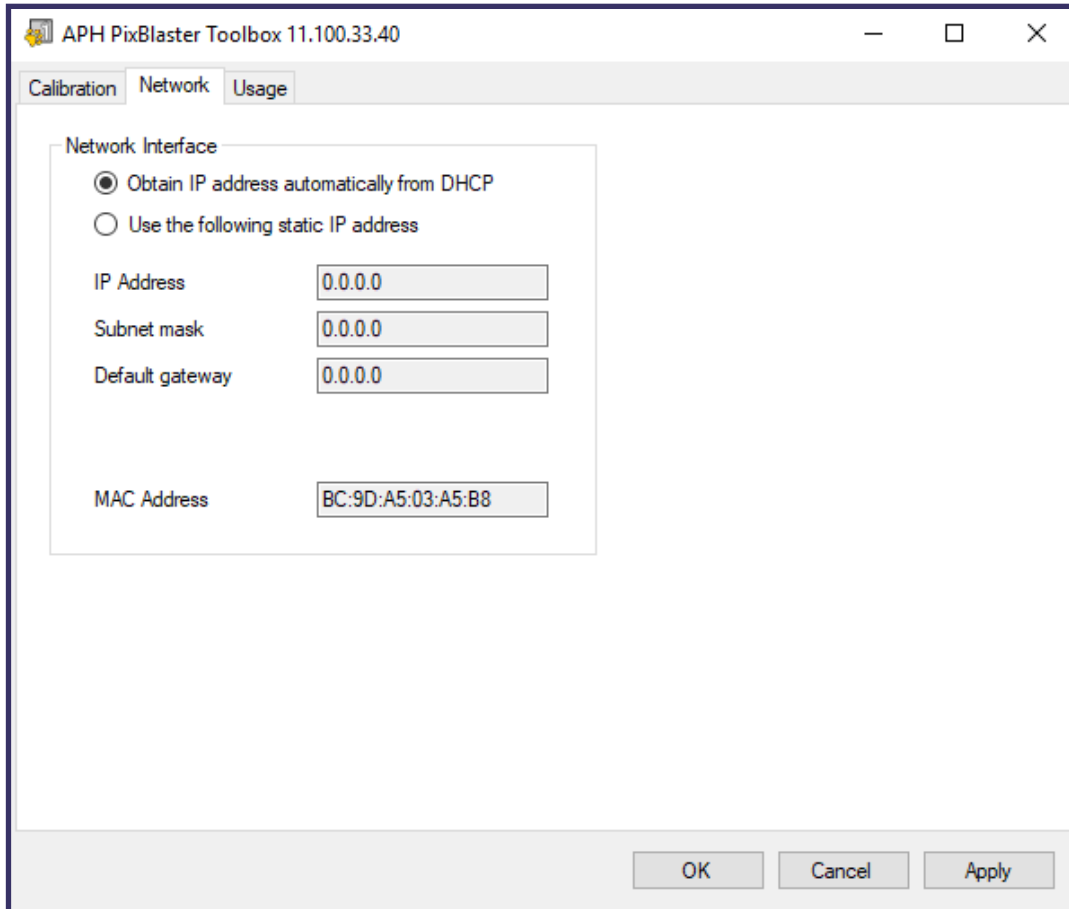 APH PixBlaster Toolbox 11.100.33.40
Calibration Network Usage
Network Interface
Obtain IP address automatically from DHCP
Use the following static IP address
IP Address 0.0.0.0
Subnet mask 0.0.0.0
Default gateway 0.0.0.0
MAC Address BC:9D:A5:03:A5:B8
OK Cancel Apply